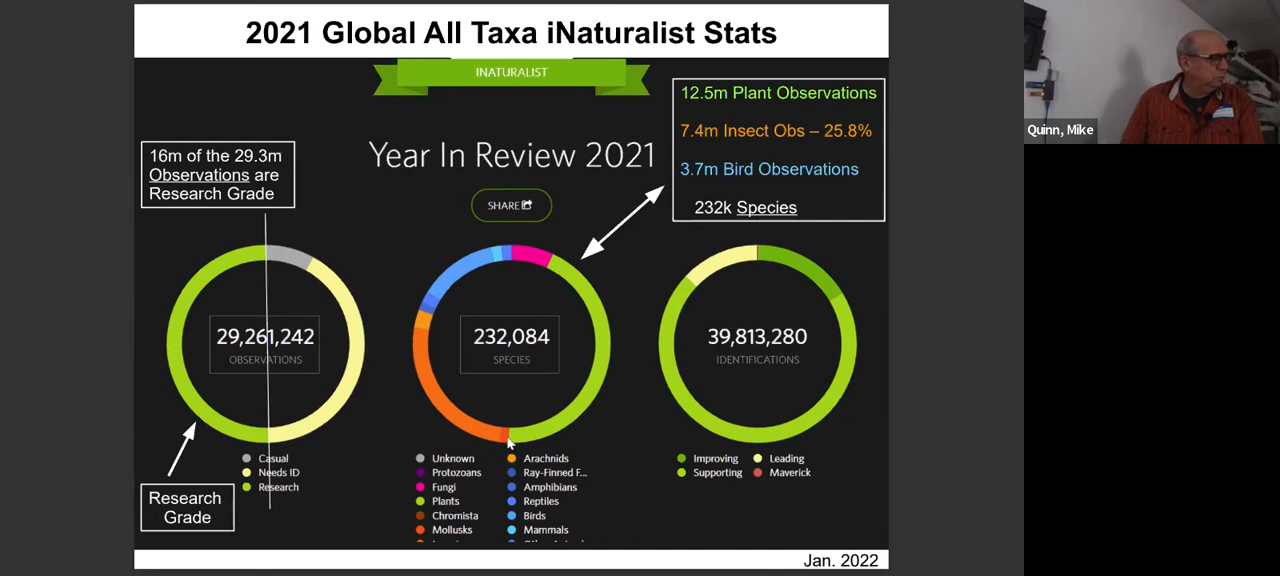 2021 Global All Taxa iNaturalist Stats
INATURALIST
12.5m Plant Observations
7.4m Insect Obs – 25.8%
3.7m Bird Observations
232k Species
Quinn, Mike
16m of the 29.3m
Observations are
Research Grade
Year In Review 2021
SHARE
29,261,242
OBSERVATIONS
232,084
SPECIES
39,813,280
IDENTIFICATIONS
Casual
Needs ID
Research
Unknown
Protozoans
Fungi
Plants
Chromista
Mollusks
Arachnids
Ray-Finned F...
Amphibians
Reptiles
Birds
Mammals
Improving
Supporting
Leading
Maverick
Research
Grade
Jan. 2022